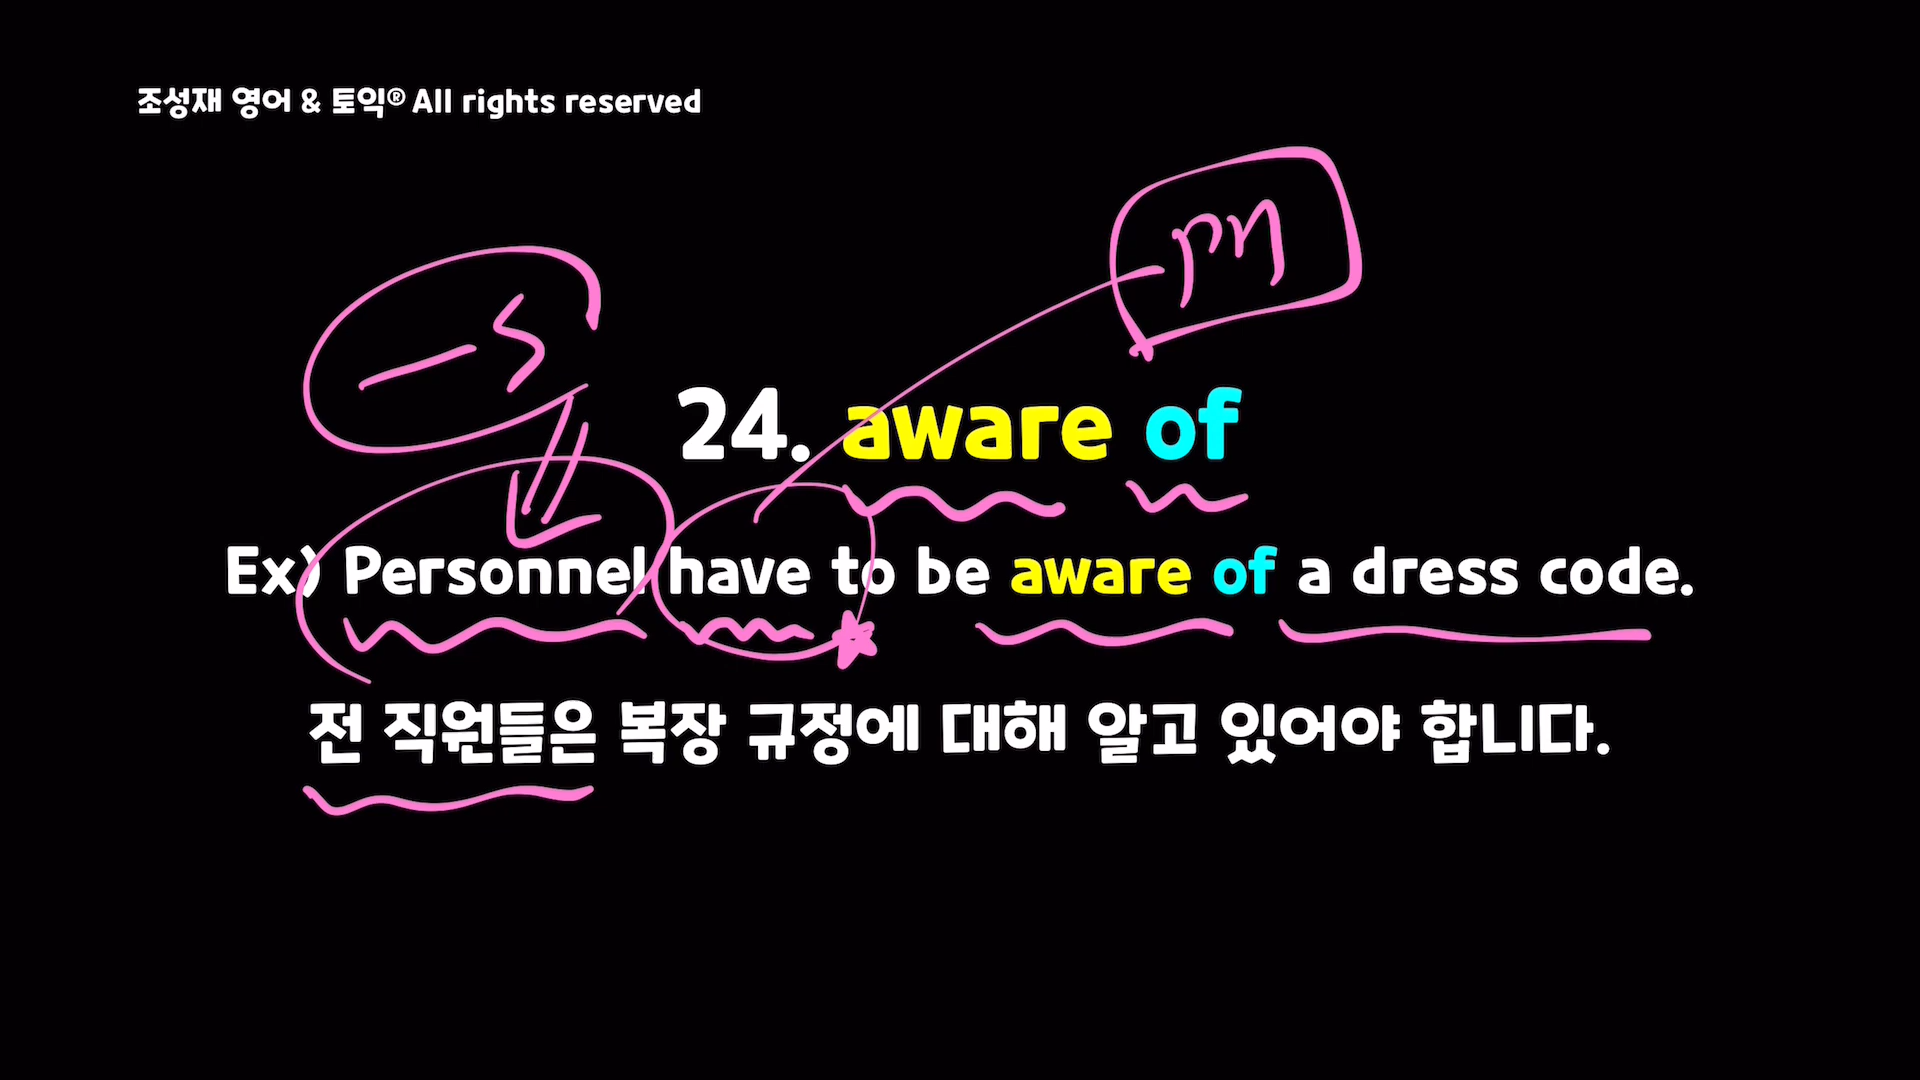 조성재 영어 & 토익® All rights reserved
pn
-s
24. aware of
Ex) Personnel have to be aware of a dress code.
전 직원들은 복장 규정에 대해 알고 있어야 합니다.